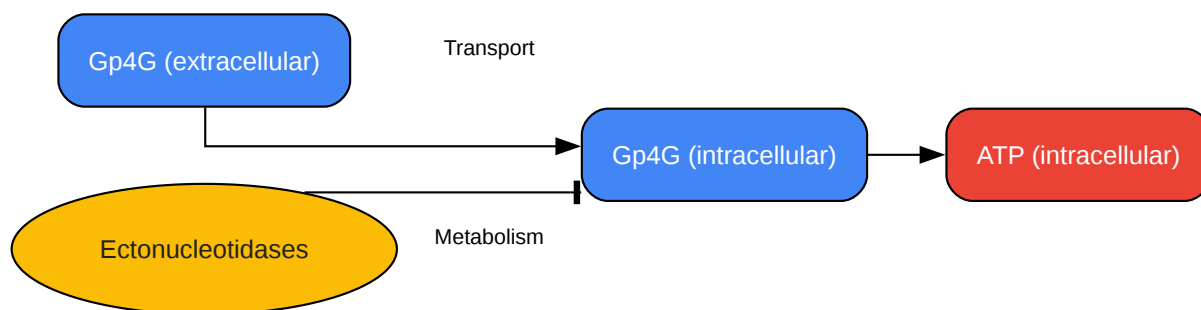 Gp4G (extracellular)
Transport
Gp4G (intracellular)
ATP (intracellular)
Ectonucleotidases
Metabolism